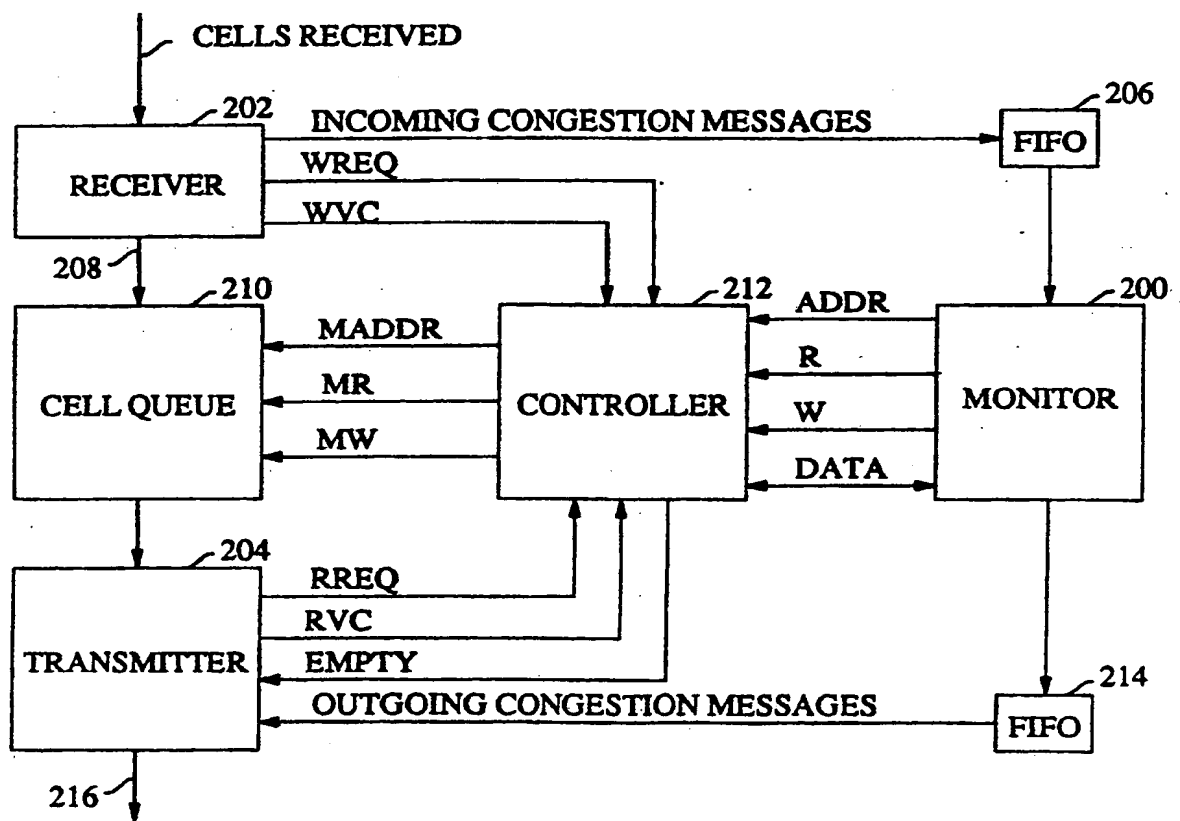 CELLS RECEIVED
202
INCOMING CONGESTION MESSAGES
206
FIFO
RECEIVER
WREQ
WVC
208
210
212
200
MADDR
ADDR
MR
R
CELL QUEUE
CONTROLLER
MONITOR
MW
W
DATA
204
RREQ
RVC
TRANSMITTER
EMPTY
214
OUTGOING CONGESTION MESSAGES
FIFO
216